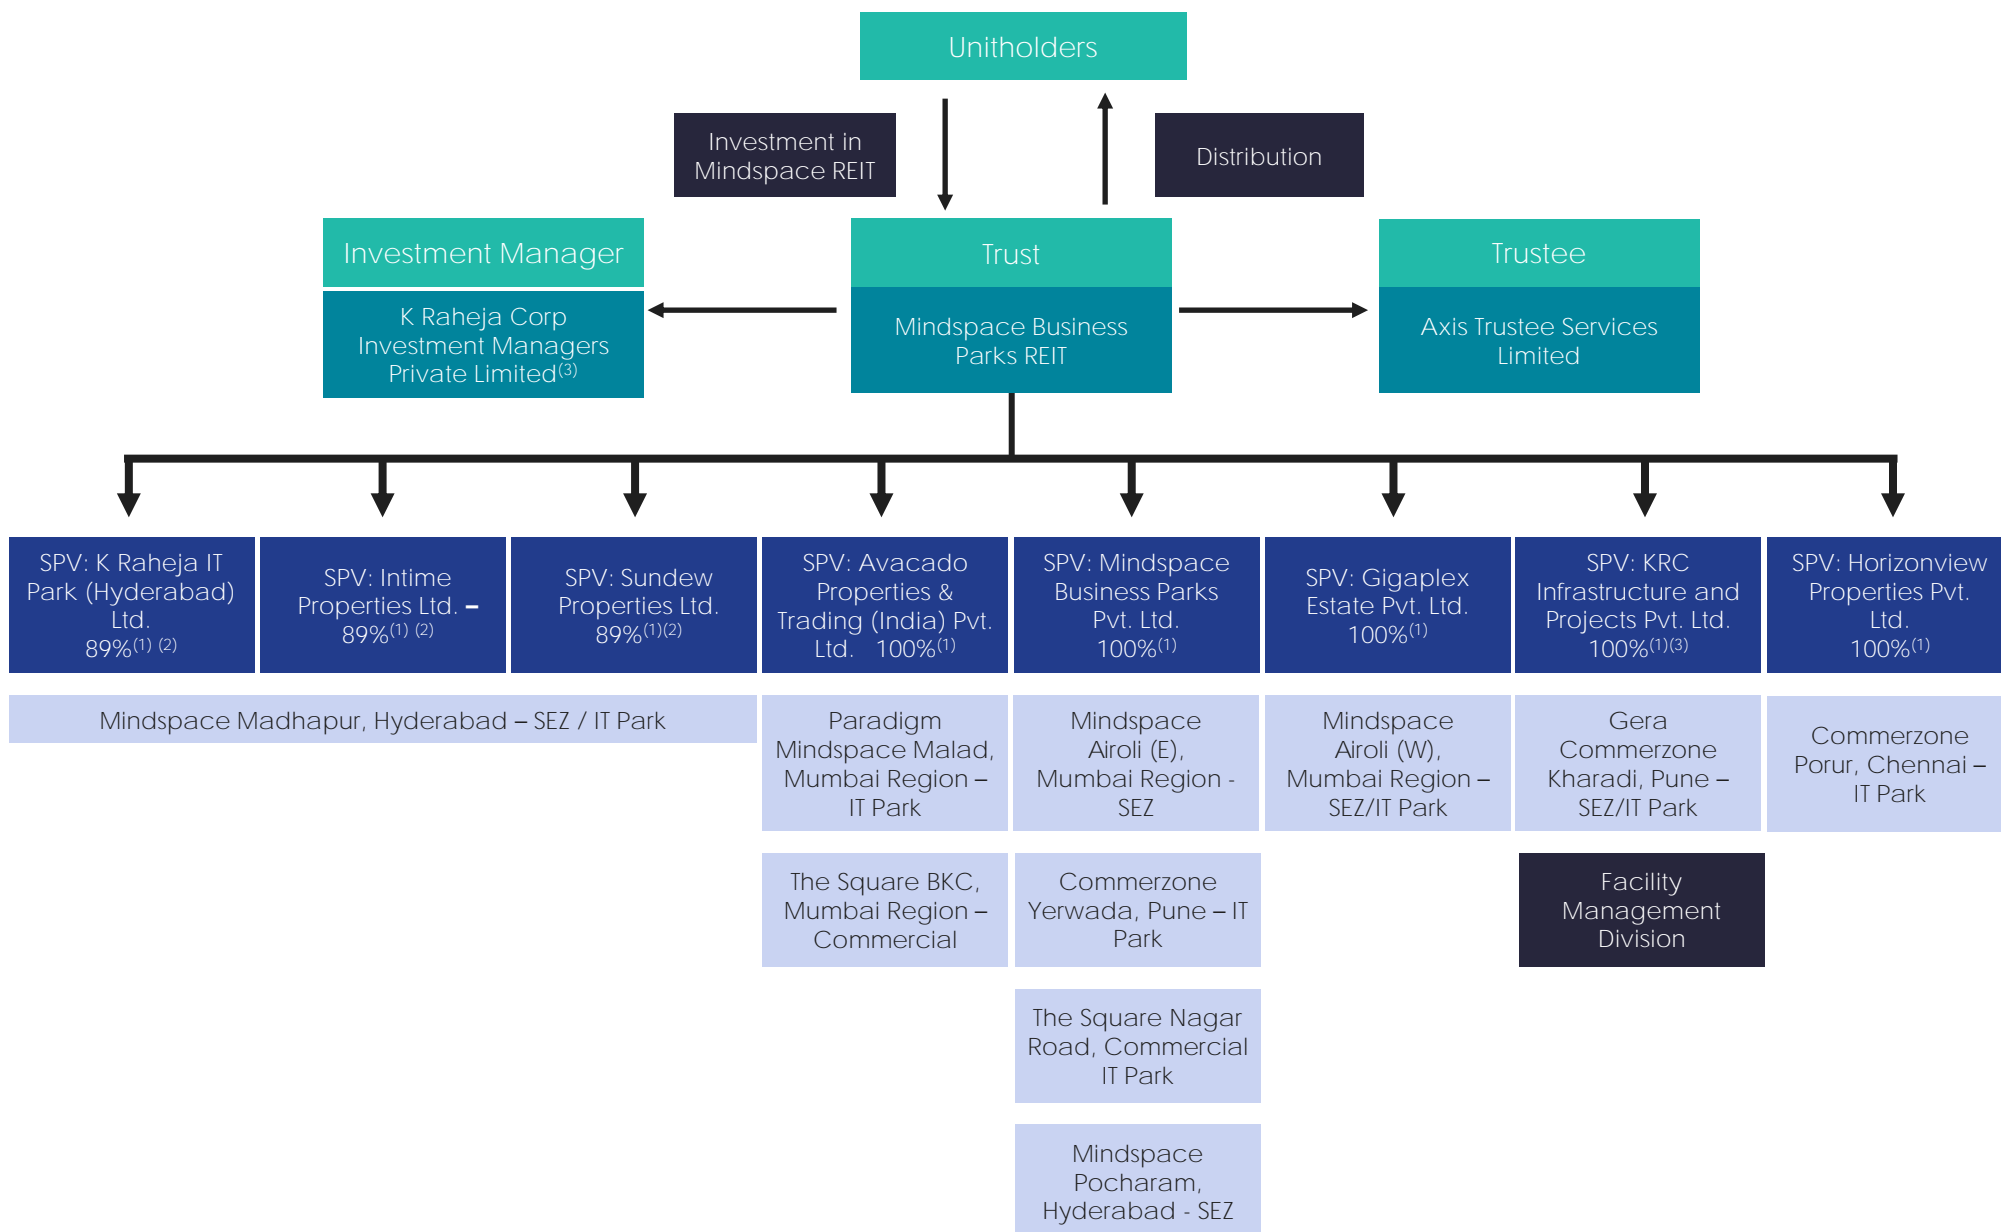 Unitholders
Investment in
Mindspace REIT
Distribution
Investment Manager
K Raheja Corp
Investment Managers
Private Limited(3)
Trust
Mindspace Business
Parks REIT
Trustee
Axis Trustee Services
Limited
SPV: K Raheja IT
Park (Hyderabad)
Ltd.
89%(1) (2)
SPV: Intime
Properties Ltd. –
89%(1) (2)
SPV: Sundew
Properties Ltd.
89%(1)(2)
SPV: Avacado
Properties &
Trading (India) Pvt.
Ltd. 100%(1)
SPV: Mindspace
Business Parks
Pvt. Ltd.
100%(1)
SPV: Gigaplex
Estate Pvt. Ltd.
100%(1)
SPV: KRC
Infrastructure and
Projects Pvt. Ltd.
100%(1)(3)
SPV: Horizonview
Properties Pvt.
Ltd.
100%(1)
Mindspace Madhapur, Hyderabad – SEZ / IT Park
Paradigm
Mindspace Malad,
Mumbai Region –
IT Park
Mindspace
Airoli (E),
Mumbai Region -
SEZ
Mindspace
Airoli (W),
Mumbai Region –
SEZ/IT Park
Gera
Commerzone
Kharadi, Pune –
SEZ/IT Park
Commerzone
Porur, Chennai –
IT Park
The Square BKC,
Mumbai Region –
Commercial
Commerzone
Yerwada, Pune – IT
Park
Facility
Management
Division
The Square Nagar
Road, Commercial
IT Park
Mindspace
Pocharam,
Hyderabad - SEZ